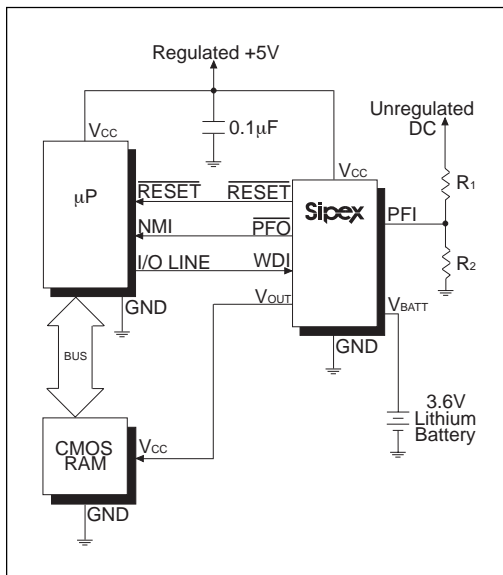 Regulated +5V
Unregulated
DC
0.1µF
VCC
VCC
R1
µP
RESET
RESET
Sipex
PFI
NMI
PFO
R2
I/O LINE
WDI
VOUT
VBATT
GND
GND
BUS
3.6V
Lithium
Battery
CMOS
RAM
VCC
GND